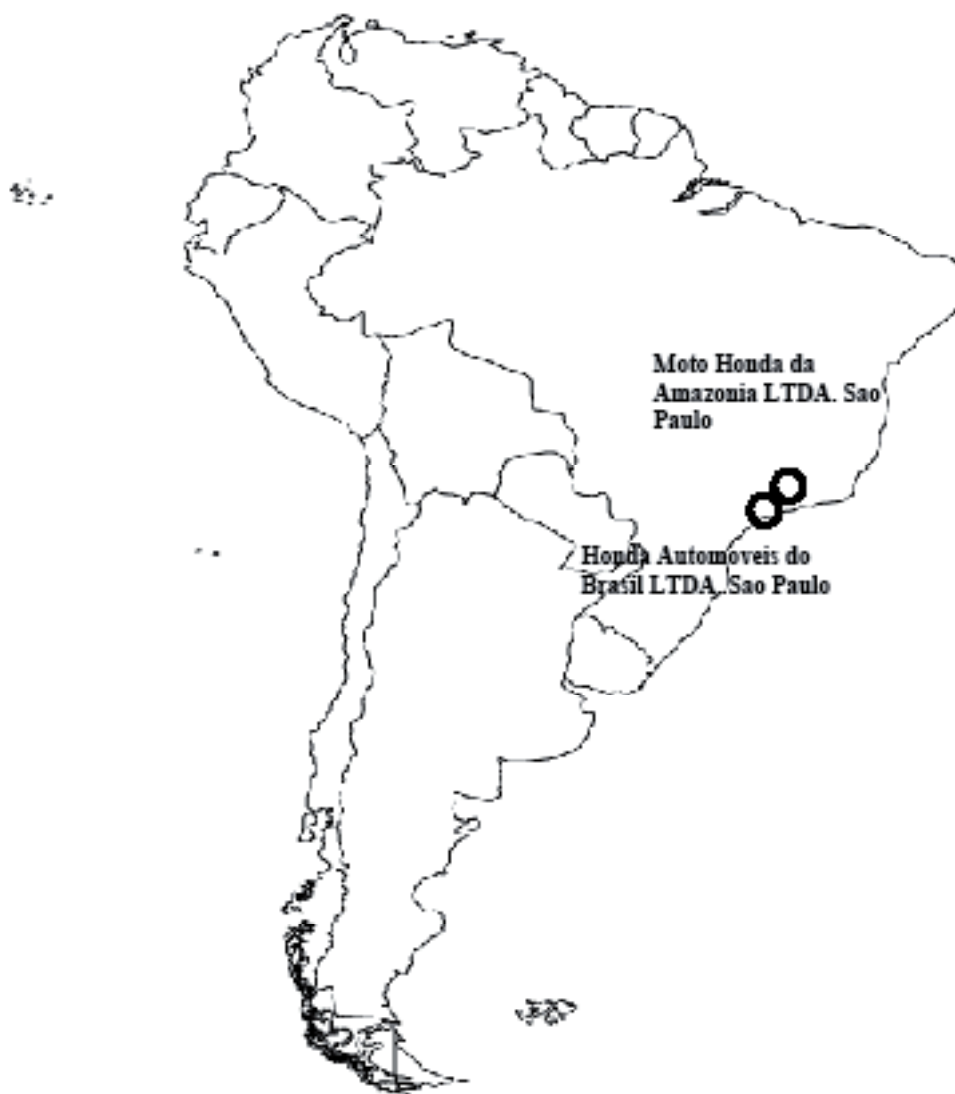 Moto Honda da
Amazonia LTDA. Sao
Paulo
Honda Automoveis do
Brasil LTDA. Sao Paulo